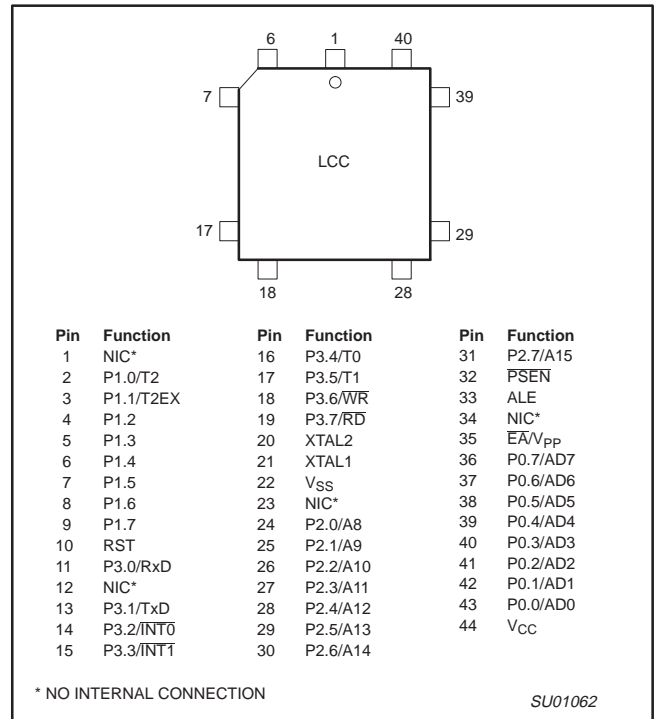 6 1 40
7 39
LCC
17 29
18 28
Pin Function Pin Function Pin Function
1 NIC* 16 P3.4/T0 31 P2.7/A15
2 P1.0/T2 17 P3.5/T1 32 P̅S̅E̅N̅
3 P1.1/T2EX 18 P3.6/W̅R̅ 33 ALE
4 P1.2 19 P3.7/R̅D̅ 34 NIC*
5 P1.3 20 XTAL2 35 E̅A̅/VPP
6 P1.4 21 XTAL1 36 P0.7/AD7
7 P1.5 22 VSS 37 P0.6/AD6
8 P1.6 23 NIC* 38 P0.5/AD5
9 P1.7 24 P2.0/A8 39 P0.4/AD4
10 RST 25 P2.1/A9 40 P0.3/AD3
11 P3.0/RxD 26 P2.2/A10 41 P0.2/AD2
12 NIC* 27 P2.3/A11 42 P0.1/AD1
13 P3.1/TxD 28 P2.4/A12 43 P0.0/AD0
14 P3.2/I̅N̅T̅0̅ 29 P2.5/A13 44 VCC
15 P3.3/I̅N̅T̅1̅ 30 P2.6/A14
* NO INTERNAL CONNECTION SU01062